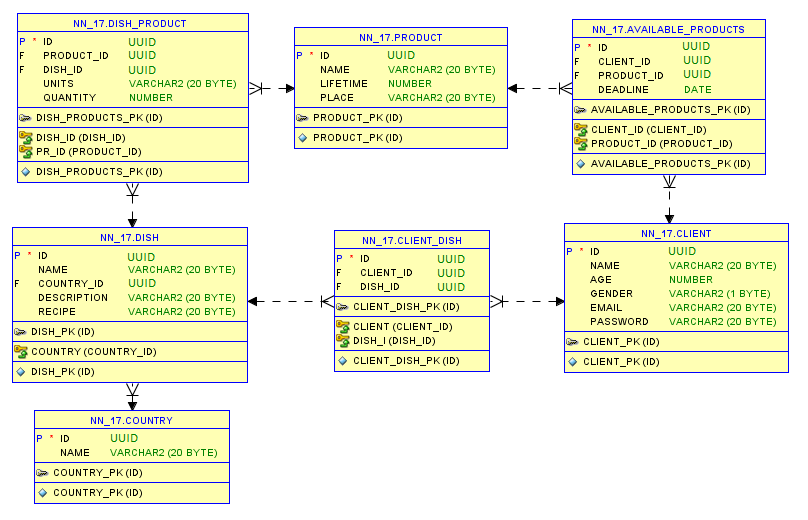 NN_17.DISH_PRODUCT
P * ID UUID
F PRODUCT_ID UUID
F DISH_ID UUID
UNITS VARCHAR2 (20 BYTE)
QUANTITY NUMBER
DISH_PRODUCTS_PK (ID)
DISH_ID (DISH_ID)
PR_ID (PRODUCT_ID)
DISH_PRODUCTS_PK (ID)
NN_17.PRODUCT
P * ID UUID
NAME VARCHAR2 (20 BYTE)
LIFETIME NUMBER
PLACE VARCHAR2 (20 BYTE)
PRODUCT_PK (ID)
PRODUCT_PK (ID)
NN_17.AVAILABLE_PRODUCTS
P * ID UUID
F CLIENT_ID UUID
F PRODUCT_ID UUID
DEADLINE DATE
AVAILABLE_PRODUCTS_PK (ID)
CLIENT_ID (CLIENT_ID)
PRODUCT_ID (PRODUCT_ID)
AVAILABLE_PRODUCTS_PK (ID)
NN_17.DISH
P * ID UUID
NAME VARCHAR2 (20 BYTE)
F COUNTRY_ID UUID
DESCRIPTION VARCHAR2 (20 BYTE)
RECIPE VARCHAR2 (20 BYTE)
DISH_PK (ID)
COUNTRY (COUNTRY_ID)
DISH_PK (ID)
NN_17.CLIENT_DISH
P * ID UUID
F CLIENT_ID UUID
F DISH_ID UUID
CLIENT_DISH_PK (ID)
CLIENT (CLIENT_ID)
DISH_I (DISH_ID)
CLIENT_DISH_PK (ID)
NN_17.CLIENT
P * ID UUID
NAME VARCHAR2 (20 BYTE)
AGE NUMBER
GENDER VARCHAR2 (1 BYTE)
EMAIL VARCHAR2 (20 BYTE)
PASSWORD VARCHAR2 (20 BYTE)
CLIENT_PK (ID)
CLIENT_PK (ID)
NN_17.COUNTRY
P * ID UUID
NAME VARCHAR2 (20 BYTE)
COUNTRY_PK (ID)
COUNTRY_PK (ID)